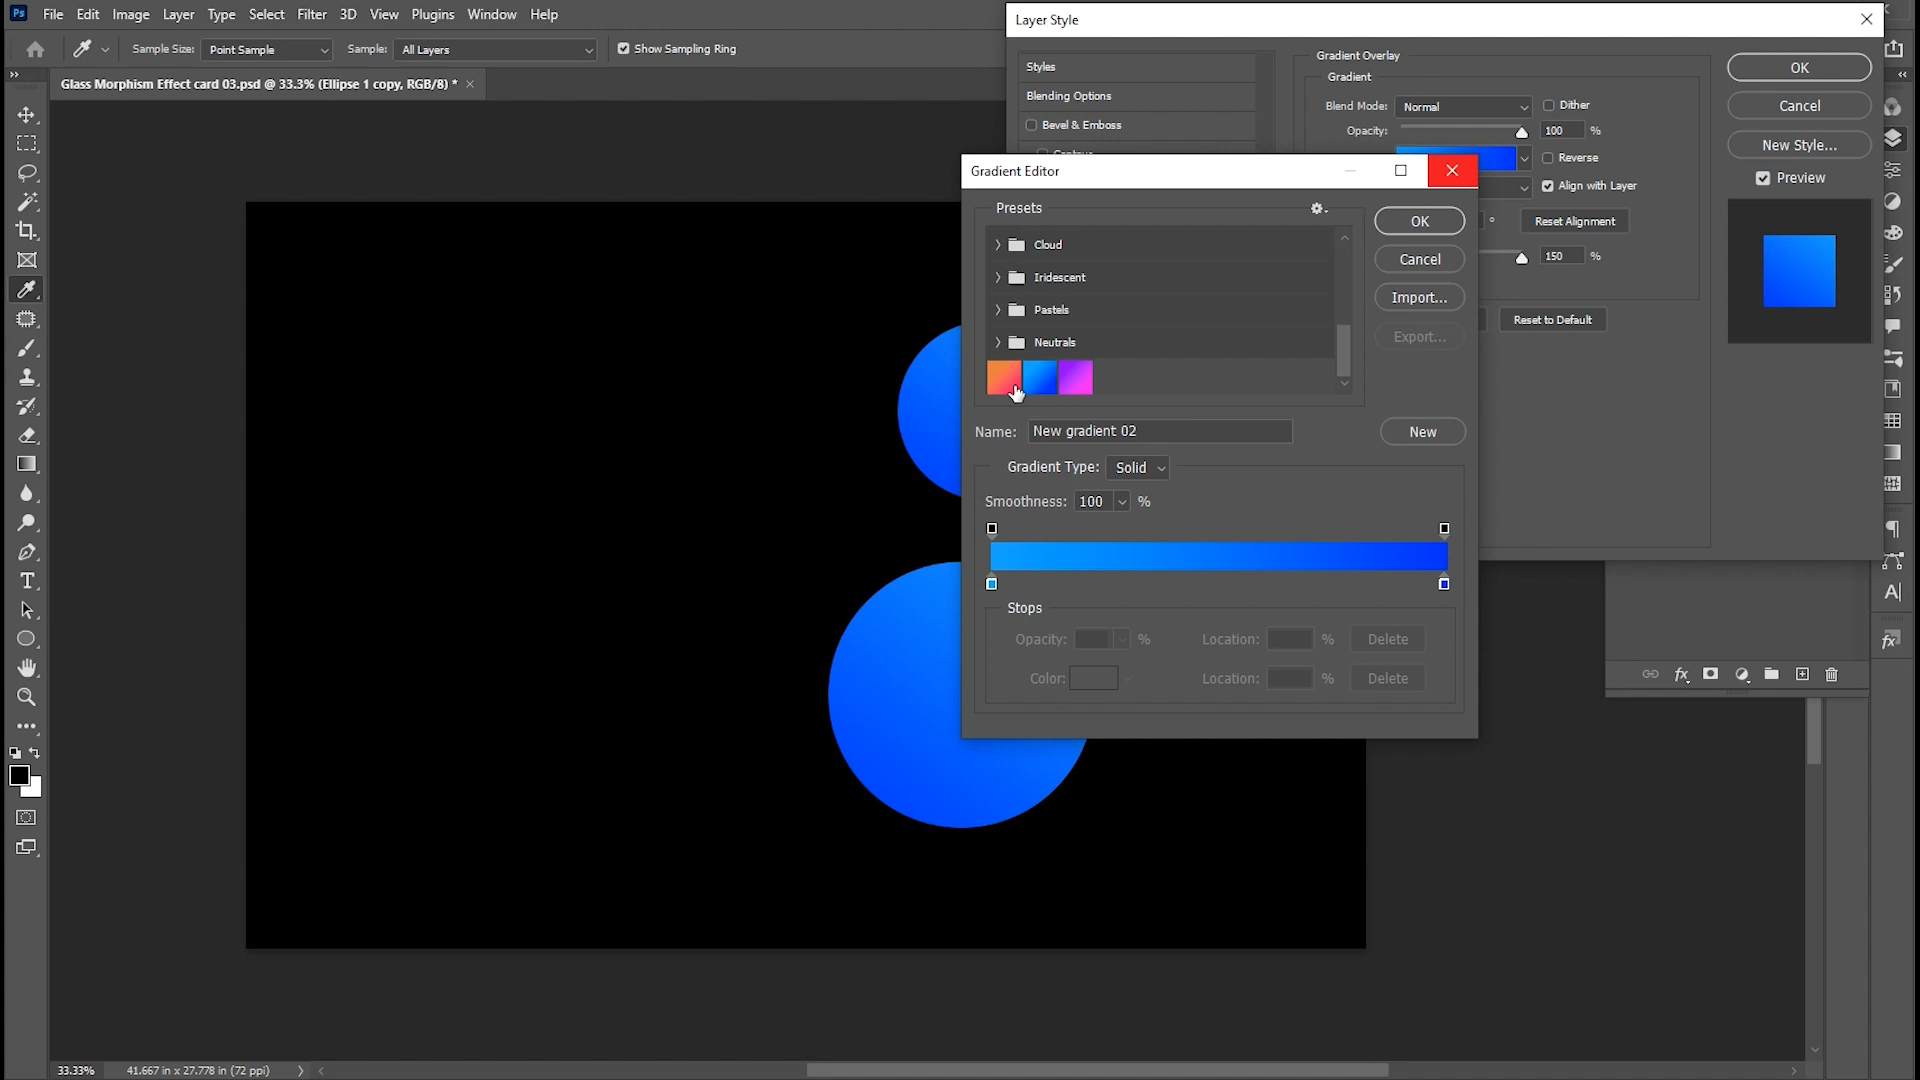 Ps File Edit Image Layer Type Select Filter 3D View Plugins Window Help
Sample Size: Point Sample Sample: All Layers Show Sampling Ring
Glass Morphism Effect card 03.psd @ 33.3% (Ellipse 1 copy, RGB/8) *
Layer Style
Styles
Blending Options
Bevel & Emboss
Gradient Overlay
Gradient
Blend Mode: Normal Dither
Opacity: 100 %
Reverse
Align with Layer
° Reset Alignment
150 %
Reset to Default
OK
Cancel
New Style...
Preview
Gradient Editor
Presets
Cloud
Iridescent
Pastels
Neutrals
OK
Cancel
Import...
Export...
Name: New gradient 02 New
Gradient Type: Solid
Smoothness: 100 %
Stops
Opacity: % Location: % Delete
Color: Location: % Delete
33.33% 41.667 in x 27.778 in (72 ppi)